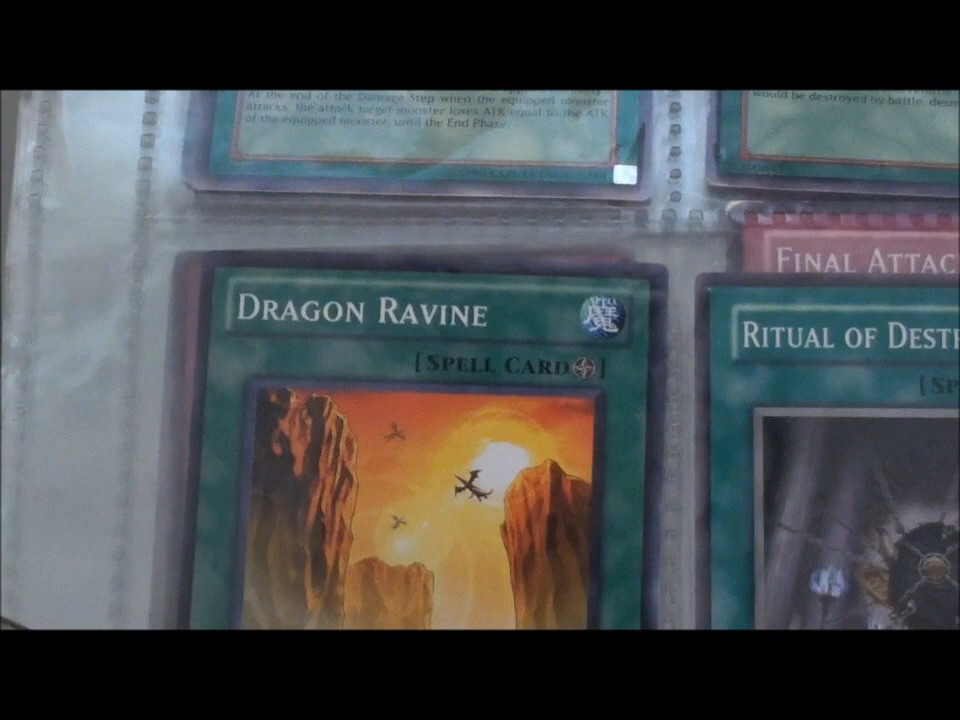 At the end of the Damage Step when the equipped monster
attacks, the attack target monster loses ATK equal to the ATK
of the equipped monster, until the End Phase.
would be destroyed by battle,
FINAL ATTAC
DRAGON RAVINE 魔
[SPELL CARD]
RITUAL OF DEST
[SP